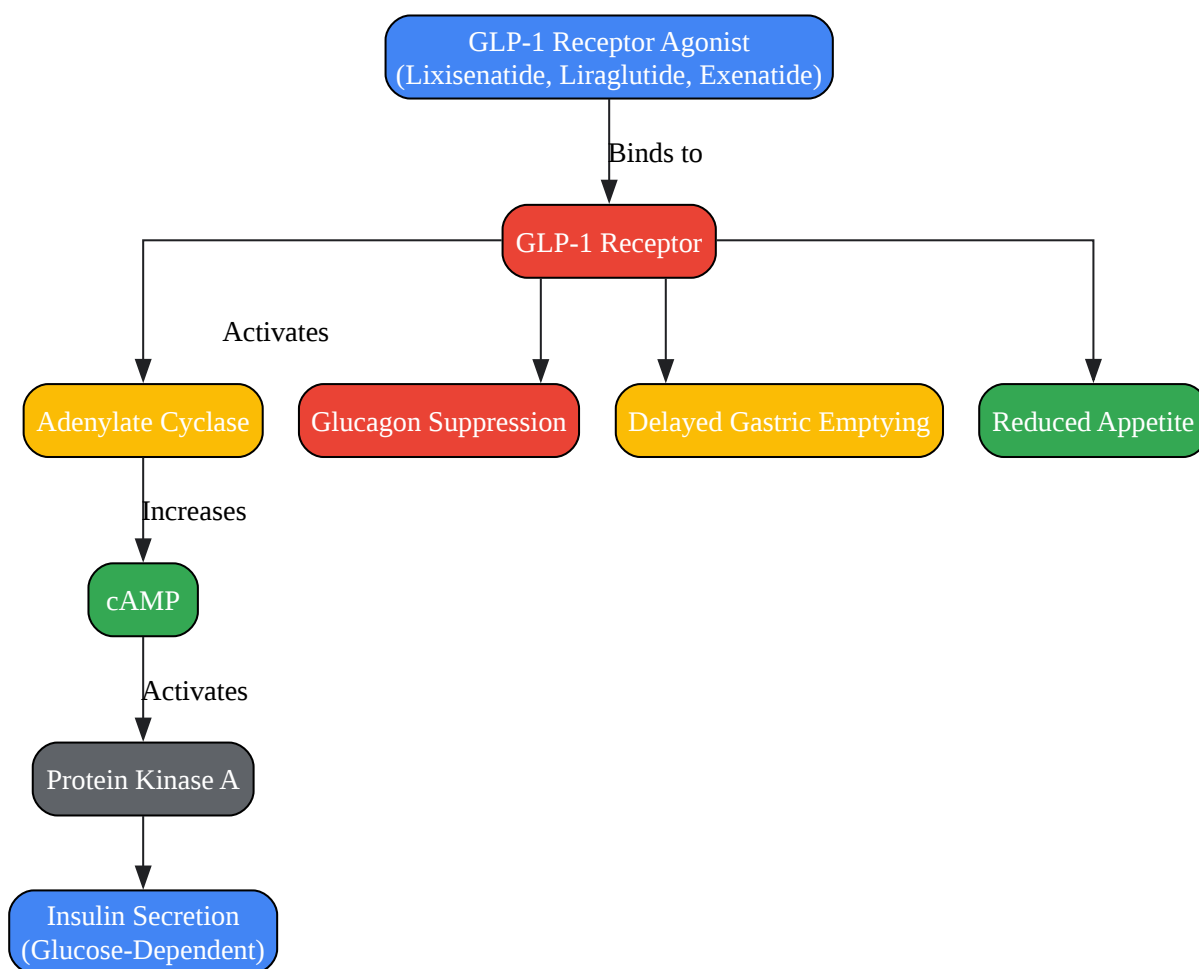 GLP-1 Receptor Agonist
(Lixisenatide, Liraglutide, Exenatide)
Binds to
GLP-1 Receptor
Activates
Adenylate Cyclase
Glucagon Suppression
Delayed Gastric Emptying
Reduced Appetite
Increases
cAMP
Activates
Protein Kinase A
Insulin Secretion
(Glucose-Dependent)